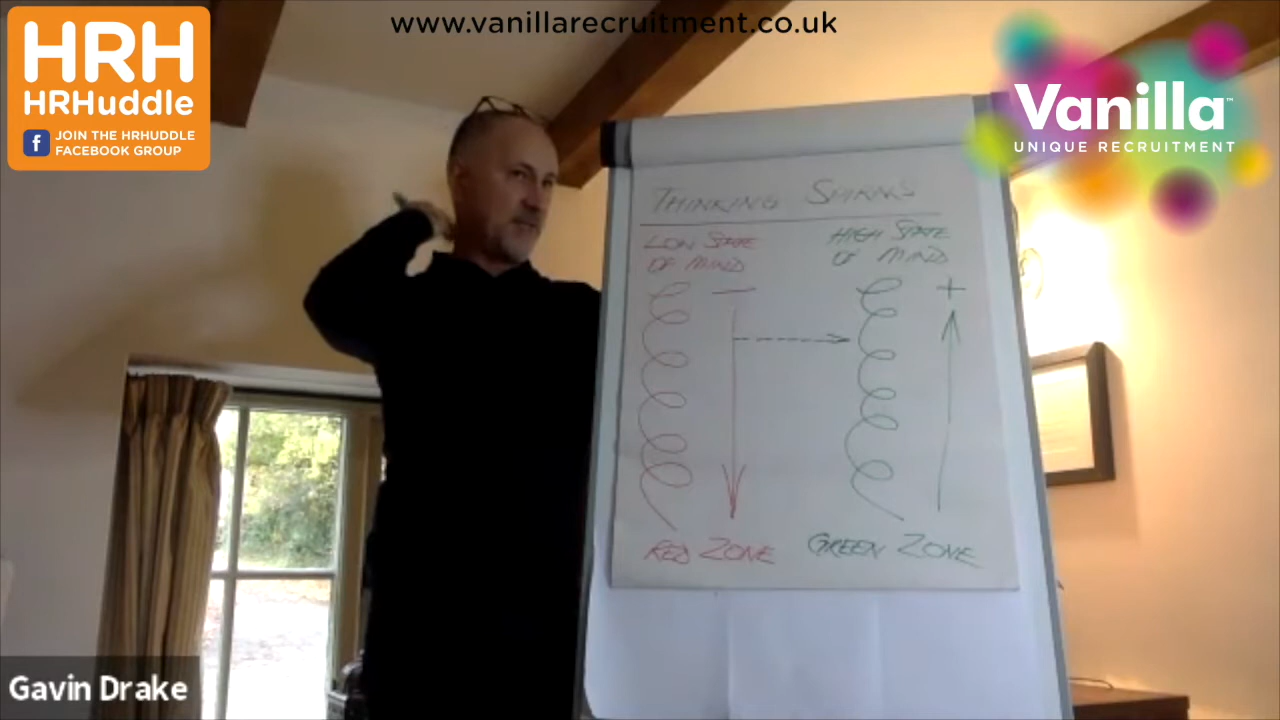 HRH
HRHuddle
f JOIN THE HRHUDDLE
FACEBOOK GROUP
www.vanillarecruitment.co.uk
Vanilla™
UNIQUE RECRUITMENT
THINKING SPIRALS
LOW STATE
OF MIND
HIGH STATE
OF MIND
—
+
RED ZONE
GREEN ZONE
Gavin Drake